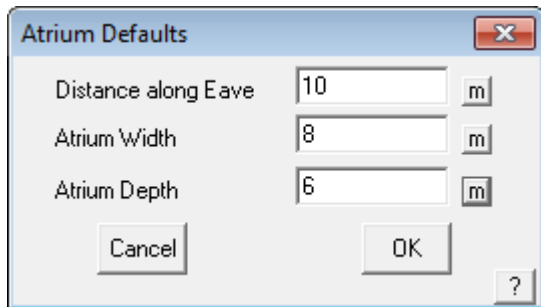 Atrium Defaults
Distance along Eave 10 m
Atrium Width 8 m
Atrium Depth 6 m
Cancel OK
?